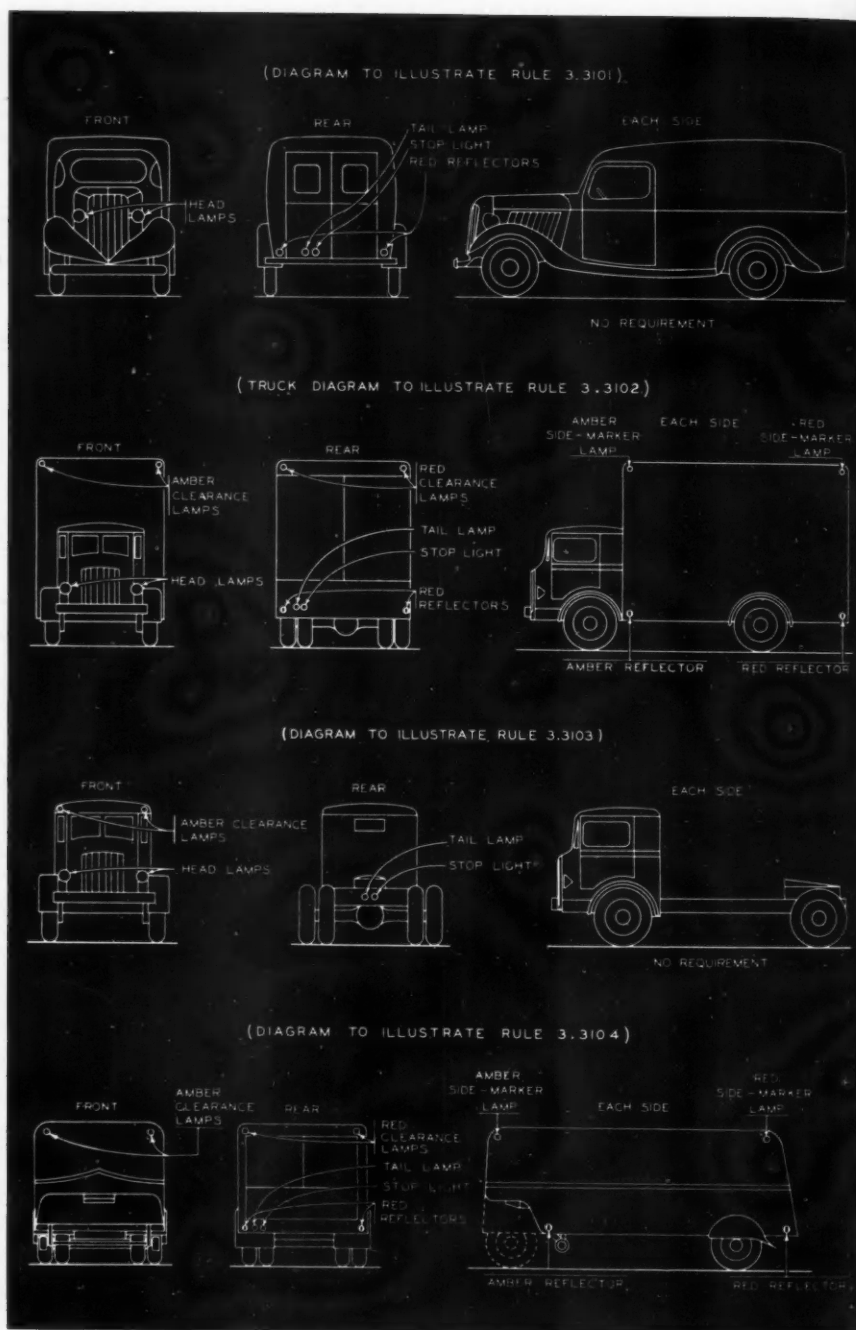 (DIAGRAM TO ILLUSTRATE RULE 3.3101)
FRONT
REAR
EACH SIDE
TAIL LAMP
STOP LIGHT
RED REFLECTORS
HEAD
LAMPS
NO REQUIREMENT
(TRUCK DIAGRAM TO ILLUSTRATE RULE 3.3102)
FRONT
REAR
AMBER
SIDE-MARKER
LAMP
EACH SIDE
RED
SIDE-MARKER
LAMP
AMBER
CLEARANCE
LAMPS
RED
CLEARANCE
LAMPS
TAIL LAMP
STOP LIGHT
HEAD LAMPS
RED
REFLECTORS
AMBER REFLECTOR
RED REFLECTOR
(DIAGRAM TO ILLUSTRATE RULE 3.3103)
FRONT
REAR
EACH SIDE
AMBER CLEARANCE
LAMPS
TAIL LAMP
STOP LIGHT
HEAD LAMPS
NO REQUIREMENT
(DIAGRAM TO ILLUSTRATE RULE 3.3104)
FRONT
AMBER
CLEARANCE
LAMPS
REAR
AMBER
SIDE-MARKER
LAMP
EACH SIDE
RED
SIDE-MARKER
LAMP
RED
CLEARANCE
LAMPS
TAIL LAMP
STOP LIGHT
RED
REFLECTORS
AMBER REFLECTOR
RED REFLECTOR